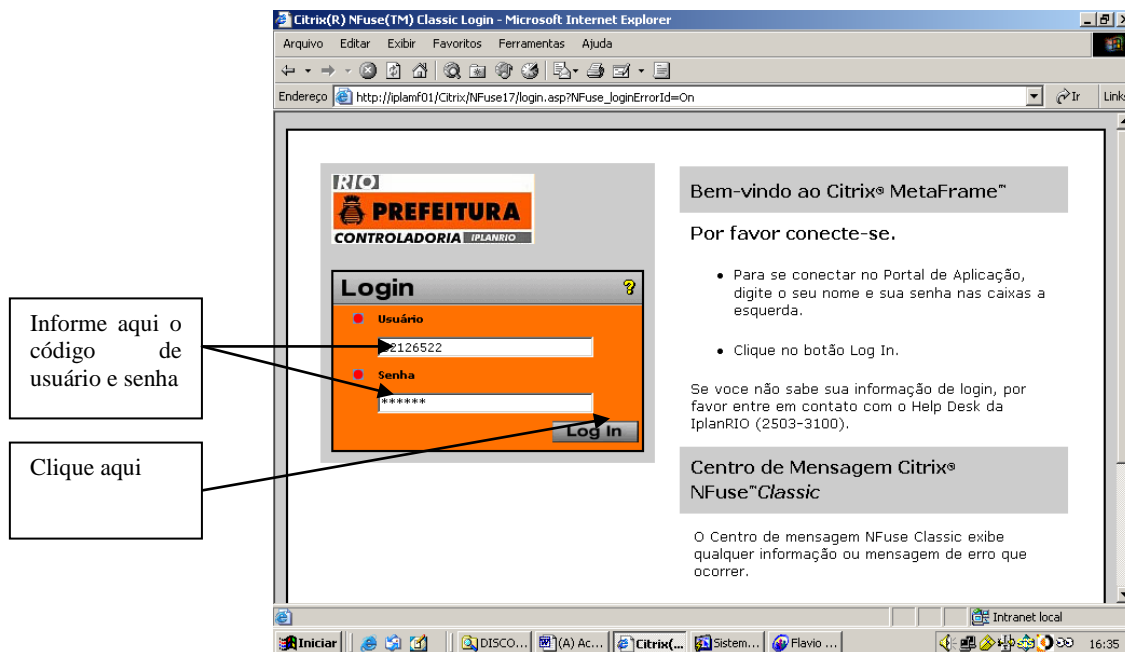 Citrix(R) NFuse(TM) Classic Login - Microsoft Internet Explorer
Arquivo Editar Exibir Favoritos Ferramentas Ajuda
Endereço http://iplamf01/Citrix/NFuse17/login.asp?NFuse_loginErrorId=On Ir Links
RIO
PREFEITURA
CONTROLADORIA IPLANRIO
Login ?
Usuário
2126522
Senha
******
Log In
Informe aqui o
código de
usuário e senha
Clique aqui
Bem-vindo ao Citrix® MetaFrame™
Por favor conecte-se.
• Para se conectar no Portal de Aplicação,
digite o seu nome e sua senha nas caixas a
esquerda.
• Clique no botão Log In.
Se voce não sabe sua informação de login, por
favor entre em contato com o Help Desk da
IplanRIO (2503-3100).
Centro de Mensagem Citrix®
NFuse™Classic
O Centro de mensagem NFuse Classic exibe
qualquer informação ou mensagem de erro que
ocorrer.
Intranet local
Iniciar DISCO... (A) Ac... Citrix(... Sistem... Flavio ... 16:35